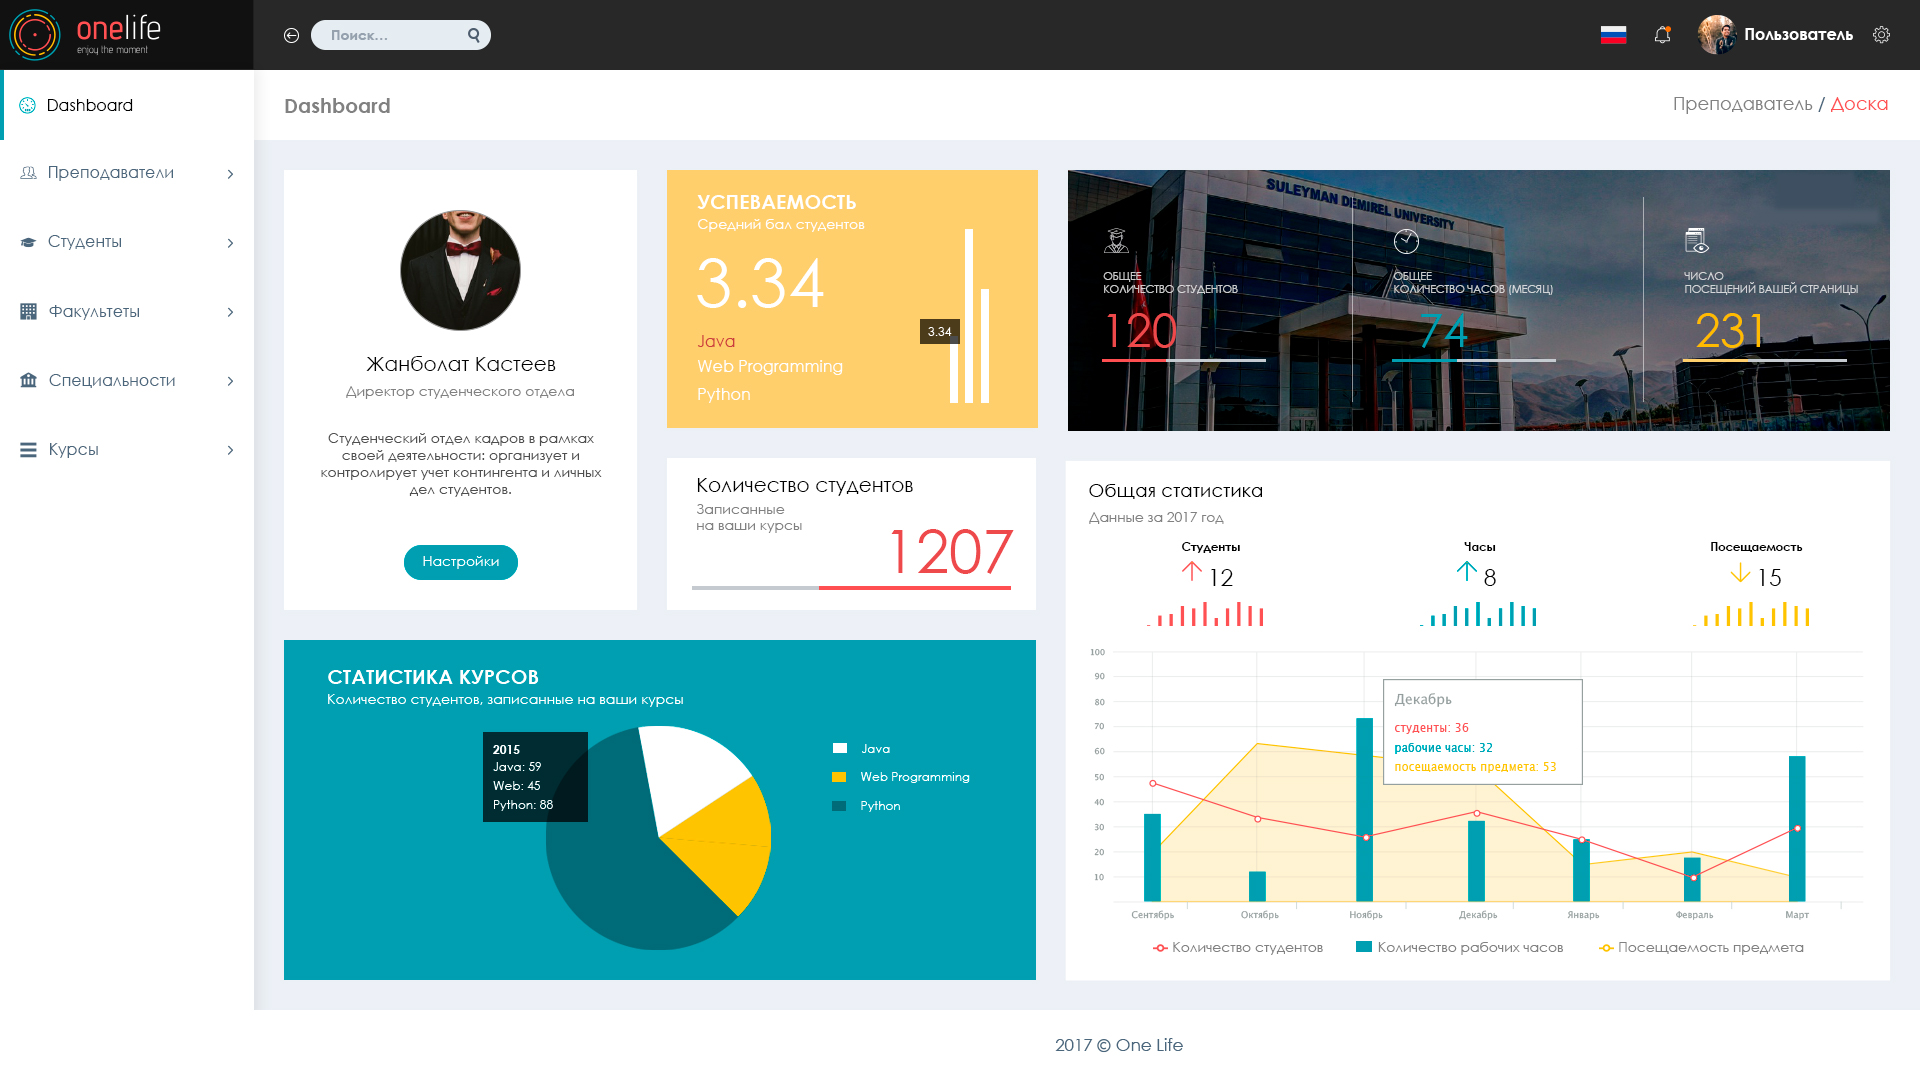 onelife
enjoy the moment
Поиск...
Пользователь
Dashboard
Преподаватели
Студенты
Факультеты
Специальности
Курсы
Dashboard
Преподаватель / Доска
Жанболат Кастеев
Директор студенческого отдела
Студенческий отдел кадров в рамках
своей деятельности: организует и
контролирует учет контингента и личных
дел студентов.
Настройки
УСПЕВАЕМОСТЬ
Средний бал студентов
3.34
Java
Web Programming
Python
3.34
SULEYMAN DEMIREL UNIVERSITY
ОБЩЕЕ
КОЛИЧЕСТВО СТУДЕНТОВ
120
ОБЩЕЕ
КОЛИЧЕСТВО ЧАСОВ (МЕСЯЦ)
74
ЧИСЛО
ПОСЕЩЕНИЙ ВАШЕЙ СТРАНИЦЫ
231
Количество студентов
Записанные
на ваши курсы
1207
СТАТИСТИКА КУРСОВ
Количество студентов, записанные на ваши курсы
2015
Java: 59
Web: 45
Python: 88
Java
Web Programming
Python
Общая статистика
Данные за 2017 год
Студенты
12
Часы
8
Посещаемость
15
100
90
80
70
60
50
40
30
20
10
Декабрь
студенты: 36
рабочие часы: 32
посещаемость предмета: 53
Сентябрь
Октябрь
Ноябрь
Декабрь
Январь
Февраль
Март
Количество студентов
Количество рабочих часов
Посещаемость предмета
2017 © One Life